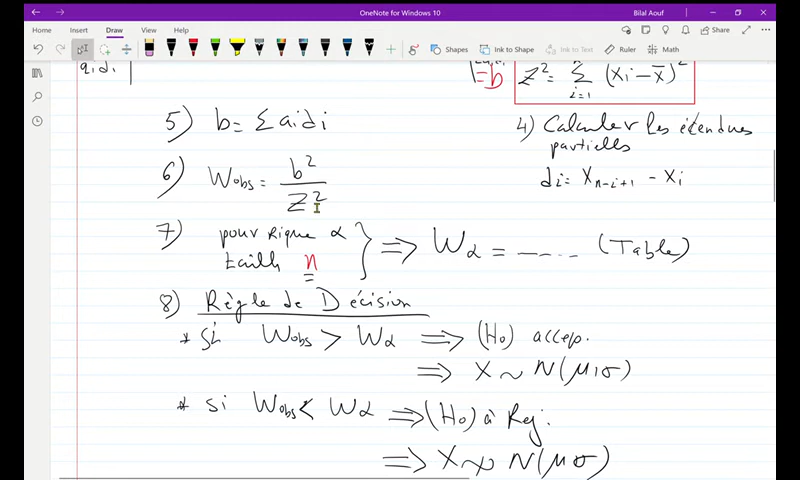 OneNote for Windows 10
Bilal Aouf
Home Insert Draw View Help
Share
Shapes Ink to Shape Ink to Text Ruler Math
aidi
=b
Z² = Σ (xi - x̄)²
i=1
4) Calculer les étendues
partielles
di = X n-i+1 - Xi
5) b = Σ aidi
6) Wobs = b² / Z²
7) pour Rique α
taille n
⇒ Wα = ........ (Table)
8) Règle de Décision
* Si Wobs > Wα ⇒ (H0) accep.
⇒ X ~ N(μ, σ)
* si Wobs < Wα ⇒ (H0) à Rej.
⇒ X ≁ N(μ σ)